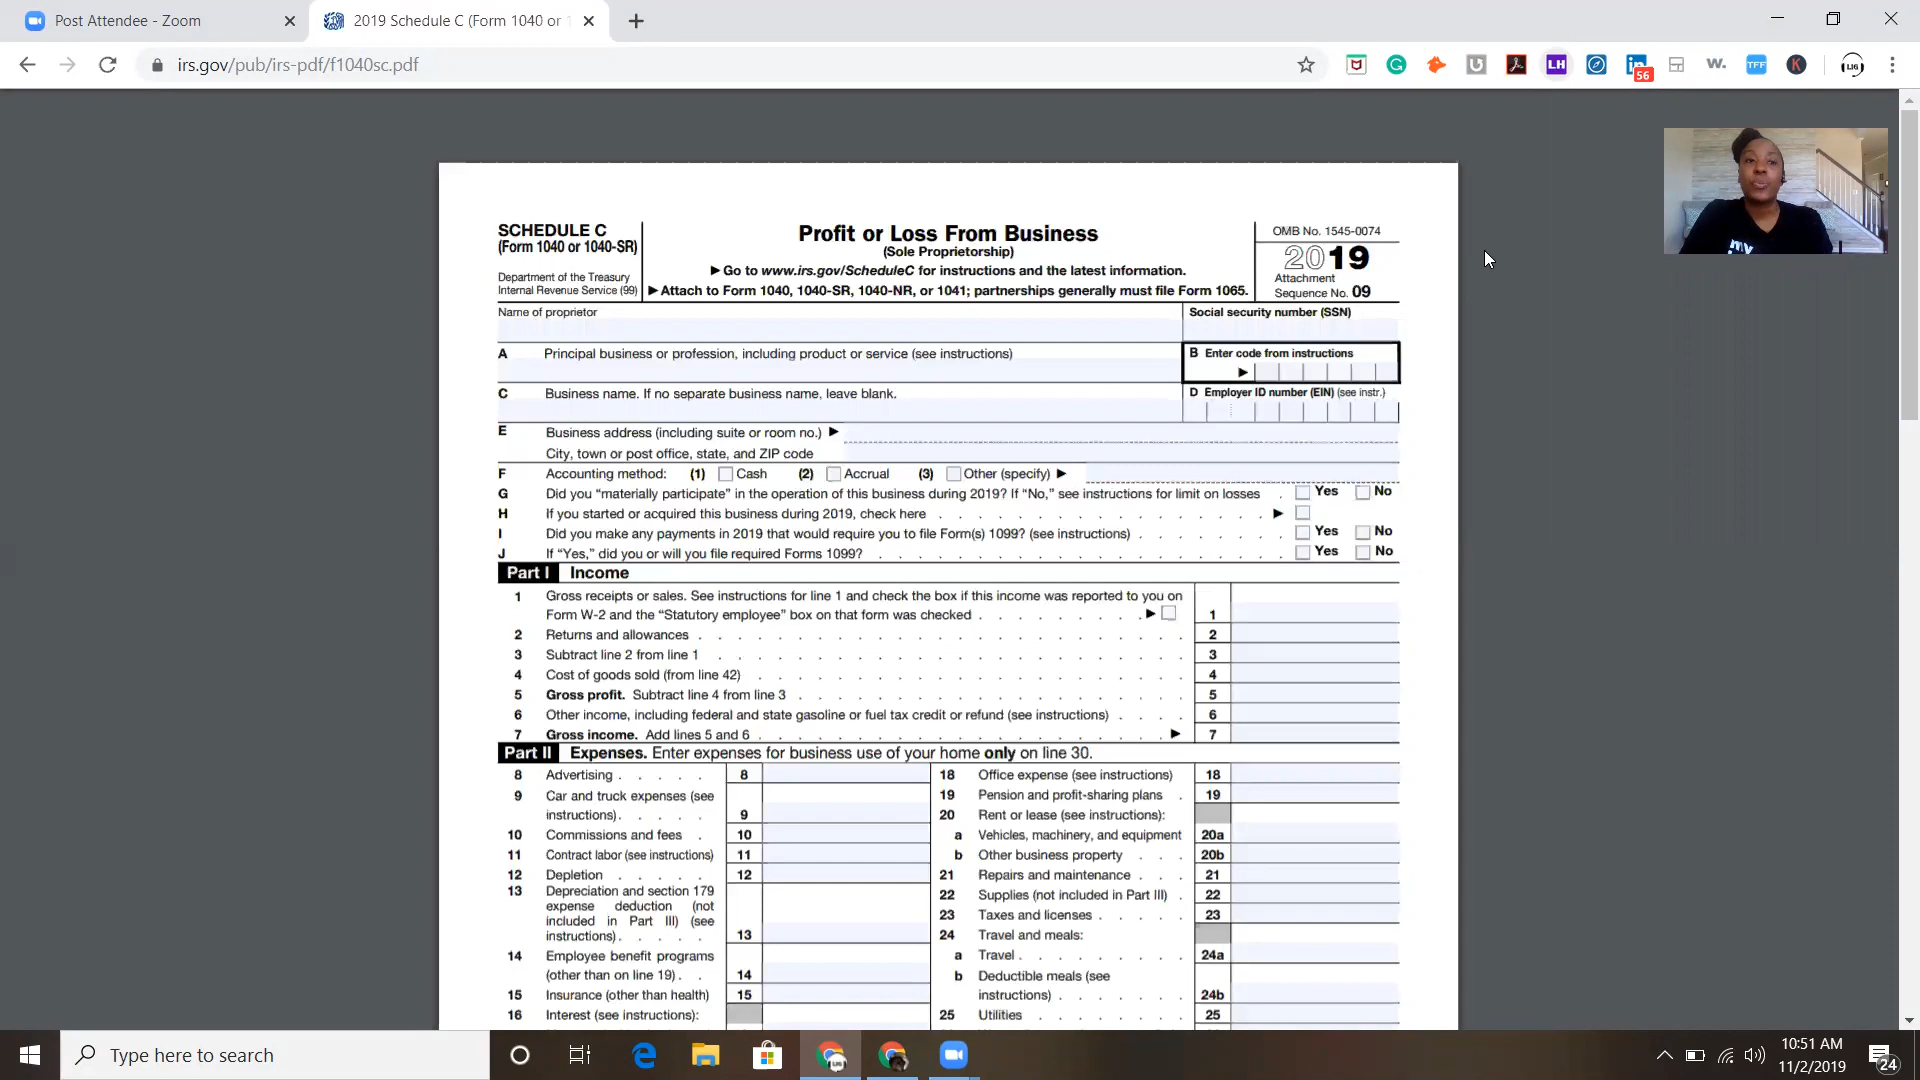 Post Attendee - Zoom
2019 Schedule C (Form 1040 or 1
irs.gov/pub/irs-pdf/f1040sc.pdf
LH
56
w.
TFF
K
LIG
SCHEDULE C
(Form 1040 or 1040-SR)
Department of the Treasury
Internal Revenue Service (99)
Profit or Loss From Business
(Sole Proprietorship)
▶ Go to www.irs.gov/ScheduleC for instructions and the latest information.
▶ Attach to Form 1040, 1040-SR, 1040-NR, or 1041; partnerships generally must file Form 1065.
OMB No. 1545-0074
2019
Attachment
Sequence No. 09
Name of proprietor
Social security number (SSN)
A Principal business or profession, including product or service (see instructions)
B Enter code from instructions
▶
C Business name. If no separate business name, leave blank.
D Employer ID number (EIN) (see instr.)
E Business address (including suite or room no.) ▶
City, town or post office, state, and ZIP code
F Accounting method: (1) Cash (2) Accrual (3) Other (specify) ▶
G Did you “materially participate” in the operation of this business during 2019? If “No,” see instructions for limit on losses . Yes No
H If you started or acquired this business during 2019, check here . . . . . . . . . . . . . . . . . ▶
I Did you make any payments in 2019 that would require you to file Form(s) 1099? (see instructions) . . . . . . . . Yes No
J If “Yes,” did you or will you file required Forms 1099? . . . . . . . . . . . . . . . . . . . . . Yes No
Part I Income
1 Gross receipts or sales. See instructions for line 1 and check the box if this income was reported to you on
Form W-2 and the “Statutory employee” box on that form was checked . . . . . . . . . ▶ 1
2 Returns and allowances . . . . . . . . . . . . . . . . . . . . . . . . . 2
3 Subtract line 2 from line 1 . . . . . . . . . . . . . . . . . . . . . . . . 3
4 Cost of goods sold (from line 42) . . . . . . . . . . . . . . . . . . . . . . 4
5 Gross profit. Subtract line 4 from line 3 . . . . . . . . . . . . . . . . . . . . 5
6 Other income, including federal and state gasoline or fuel tax credit or refund (see instructions) . . . . 6
7 Gross income. Add lines 5 and 6 . . . . . . . . . . . . . . . . . . . . . ▶ 7
Part II Expenses. Enter expenses for business use of your home only on line 30.
8 Advertising . . . . . 8
9 Car and truck expenses (see
instructions) . . . . . 9
10 Commissions and fees . 10
11 Contract labor (see instructions) 11
12 Depletion . . . . . 12
13 Depreciation and section 179
expense deduction (not
included in Part III) (see
instructions) . . . . . 13
14 Employee benefit programs
(other than on line 19) . . 14
15 Insurance (other than health) 15
16 Interest (see instructions):
18 Office expense (see instructions) 18
19 Pension and profit-sharing plans . 19
20 Rent or lease (see instructions):
a Vehicles, machinery, and equipment 20a
b Other business property . . . 20b
21 Repairs and maintenance . . . 21
22 Supplies (not included in Part III) . 22
23 Taxes and licenses . . . . . 23
24 Travel and meals:
a Travel . . . . . . . . . 24a
b Deductible meals (see
instructions) . . . . . . . 24b
25 Utilities . . . . . . . . 25
my
Type here to search
LIG
10:51 AM
11/2/2019
24